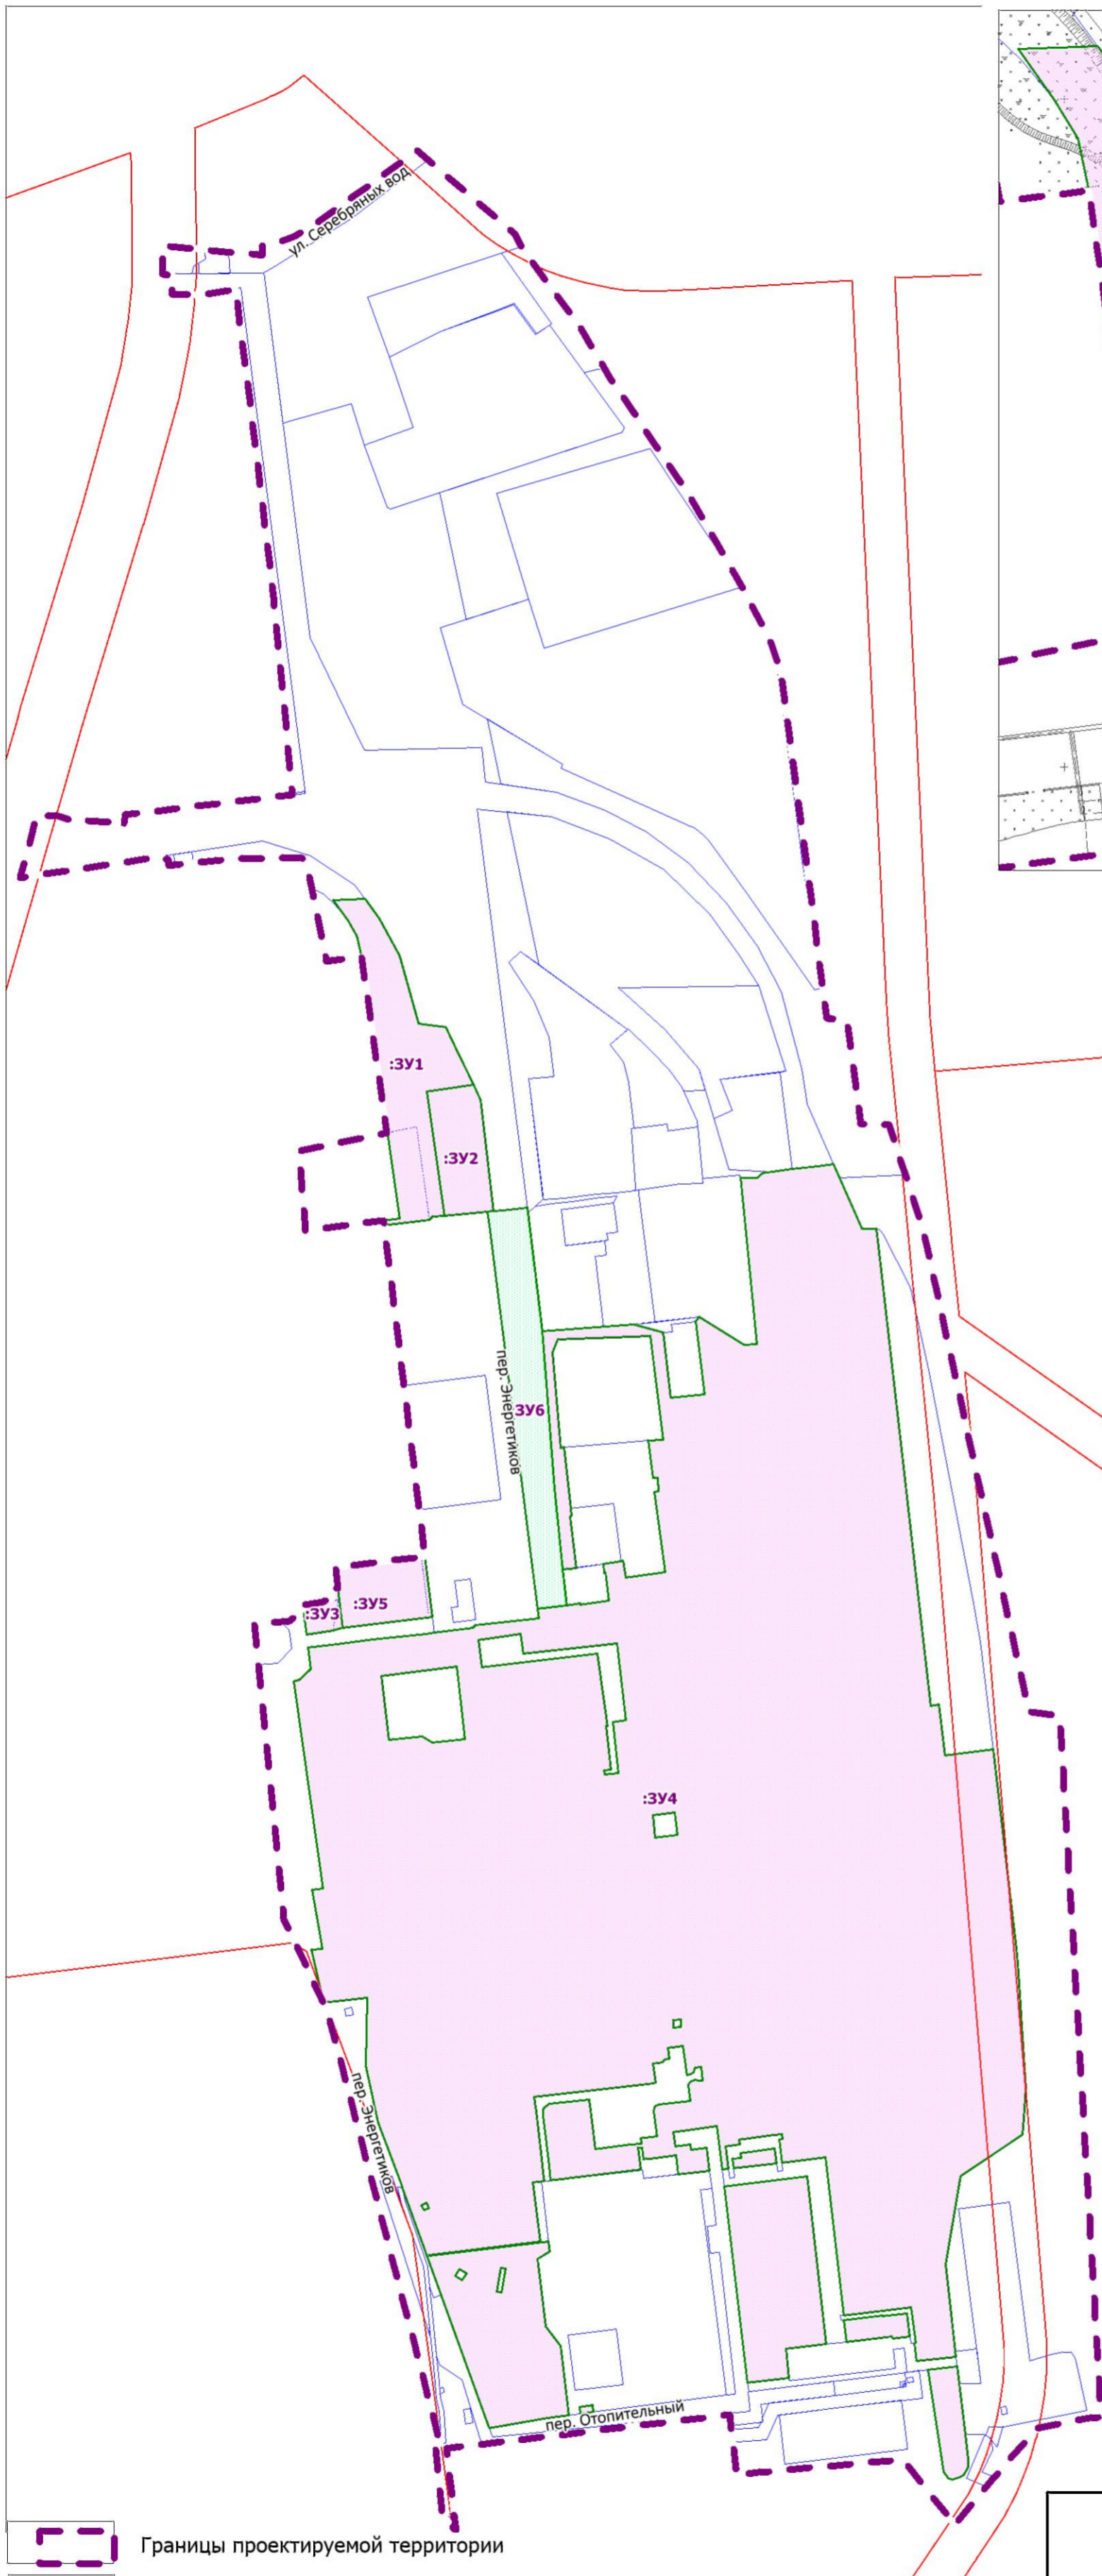 ул. Серебряных вод
:ЗУ1
:ЗУ2
пер. Энергетиков
:ЗУ6
:ЗУ3
:ЗУ5
:ЗУ4
пер. Энергетиков
пер. Отопительный
Границы проектируемой территории